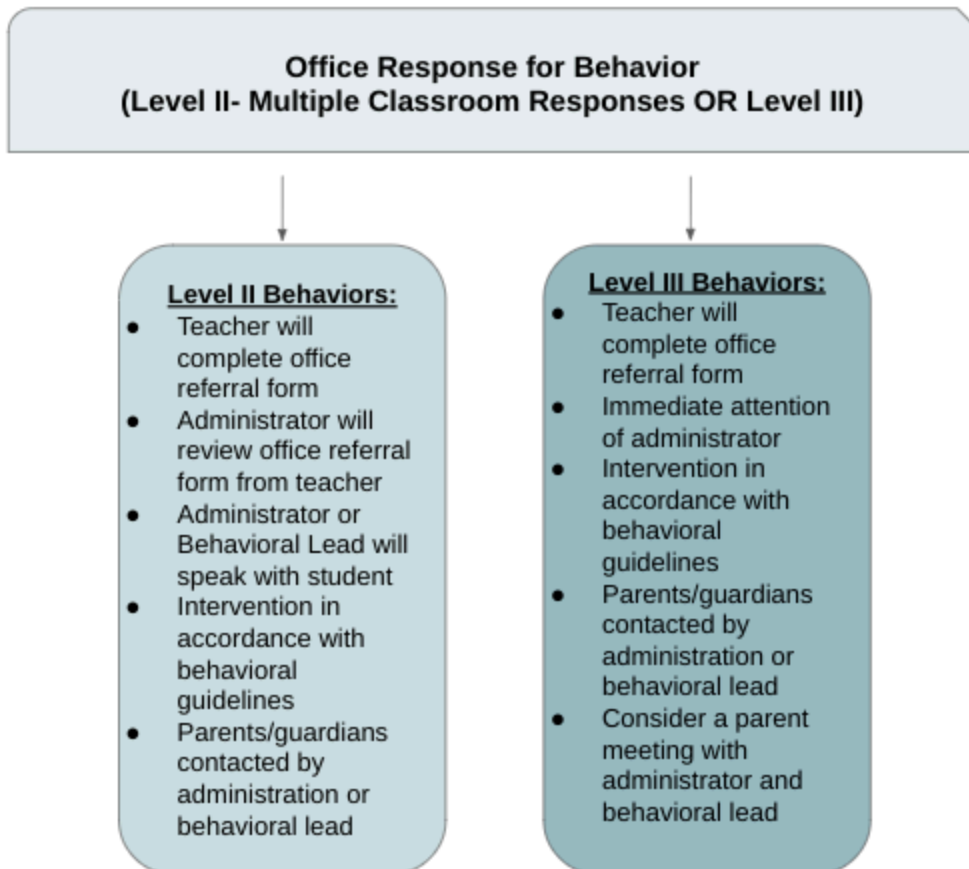 Office Response for Behavior
(Level II- Multiple Classroom Responses OR Level III)
Level II Behaviors:
● Teacher will
complete office
referral form
● Administrator will
review office referral
form from teacher
● Administrator or
Behavioral Lead will
speak with student
● Intervention in
accordance with
behavioral
guidelines
● Parents/guardians
contacted by
administration or
behavioral lead
Level III Behaviors:
● Teacher will
complete office
referral form
● Immediate attention
of administrator
● Intervention in
accordance with
behavioral
guidelines
● Parents/guardians
contacted by
administration or
behavioral lead
● Consider a parent
meeting with
administrator and
behavioral lead